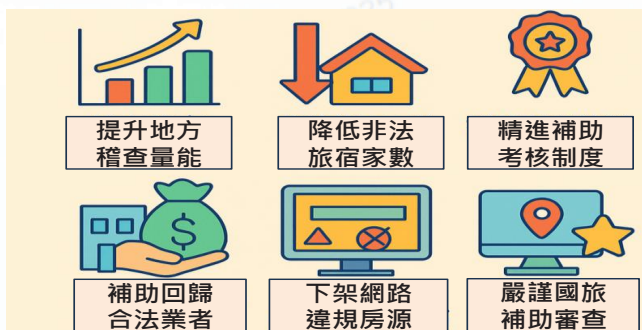 提升地方
稽查量能
降低非法
旅宿家數
精進補助
考核制度
補助回歸
合法業者
下架網路
違規房源
嚴謹國旅
補助審查